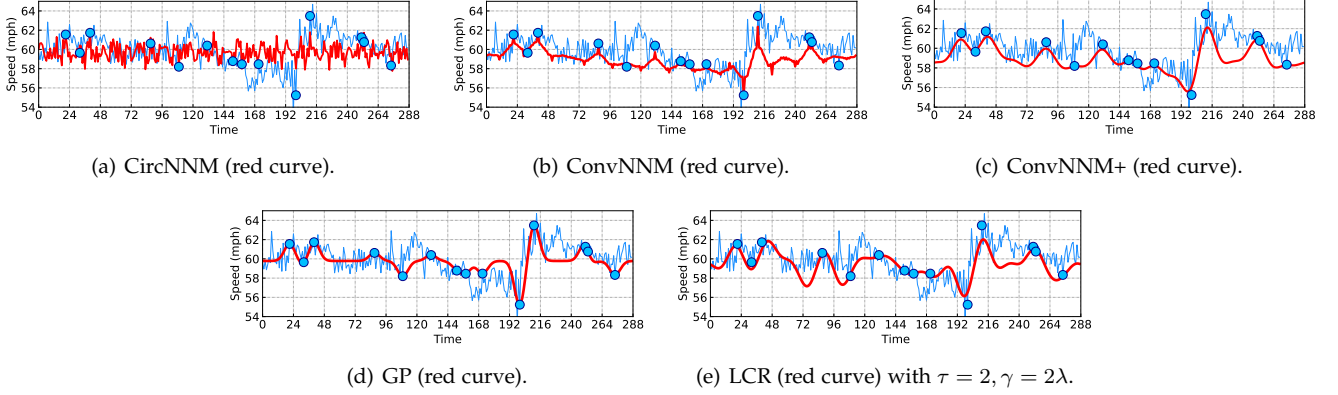 Speed (mph)
64
62
60
58
56
54
0 24 48 72 96 120 144 168 192 216 240 264 288
Time
(a) CircNNM (red curve).
Speed (mph)
64
62
60
58
56
54
0 24 48 72 96 120 144 168 192 216 240 264 288
Time
(b) ConvNNM (red curve).
Speed (mph)
64
62
60
58
56
54
0 24 48 72 96 120 144 168 192 216 240 264 288
Time
(c) ConvNNM+ (red curve).
Speed (mph)
64
62
60
58
56
54
0 24 48 72 96 120 144 168 192 216 240 264 288
Time
(d) GP (red curve).
Speed (mph)
64
62
60
58
56
54
0 24 48 72 96 120 144 168 192 216 240 264 288
Time
(e) LCR (red curve) with τ = 2, γ = 2λ.